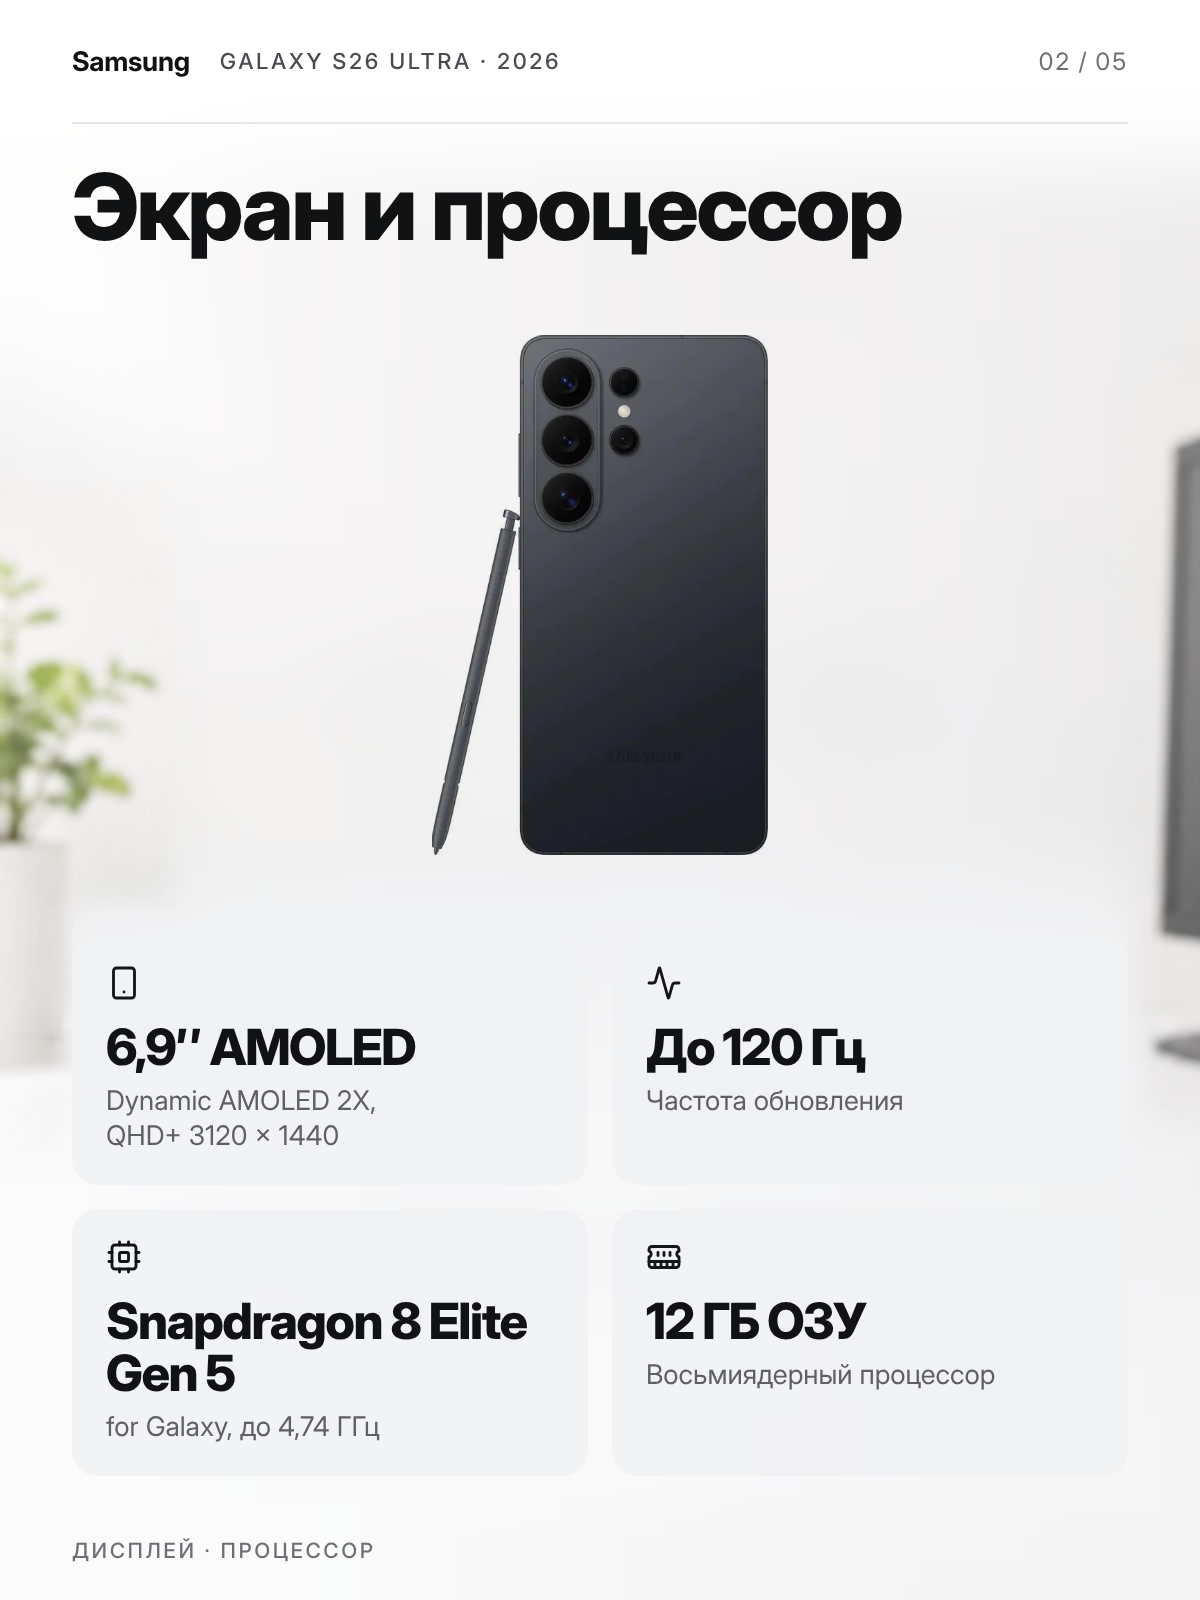 Samsung GALAXY S26 ULTRA · 2026 02 / 05
Экран и процессор
SAMSUNG
6,9″ AMOLED
Dynamic AMOLED 2X,
QHD+ 3120 × 1440
До 120 Гц
Частота обновления
Snapdragon 8 Elite
Gen 5
for Galaxy, до 4,74 ГГц
12 ГБ ОЗУ
Восьмиядерный процессор
ДИСПЛЕЙ · ПРОЦЕССОР